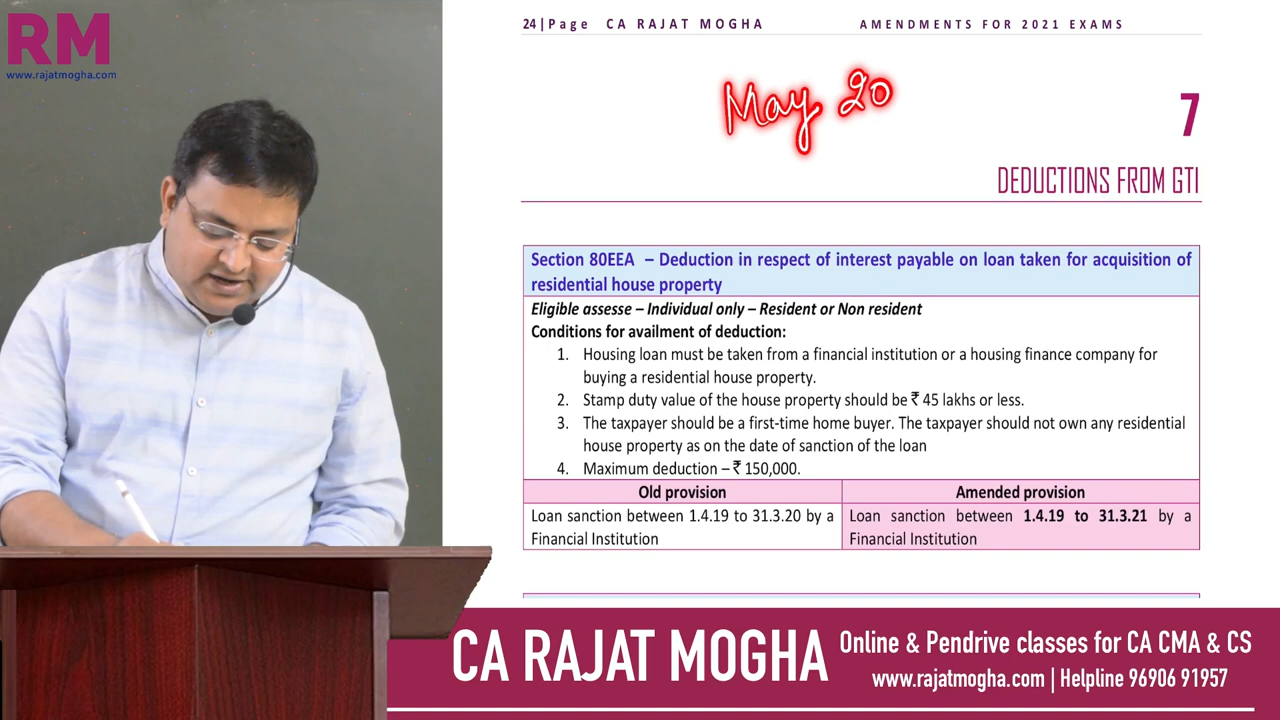 RM
www.rajatmogha.com
24|Page CA RAJAT MOGHA AMENDMENTS FOR 2021 EXAMS
May 20
7
DEDUCTIONS FROM GTI
Section 80EEA – Deduction in respect of interest payable on loan taken for acquisition of
residential house property
Eligible assesse – Individual only – Resident or Non resident
Conditions for availment of deduction:
1. Housing loan must be taken from a financial institution or a housing finance company for
buying a residential house property.
2. Stamp duty value of the house property should be ₹ 45 lakhs or less.
3. The taxpayer should be a first-time home buyer. The taxpayer should not own any residential
house property as on the date of sanction of the loan
4. Maximum deduction – ₹ 150,000.
Old provision Amended provision
Loan sanction between 1.4.19 to 31.3.20 by a Loan sanction between 1.4.19 to 31.3.21 by a
Financial Institution Financial Institution
CA RAJAT MOGHA
Online & Pendrive classes for CA CMA & CS
www.rajatmogha.com | Helpline 96906 91957